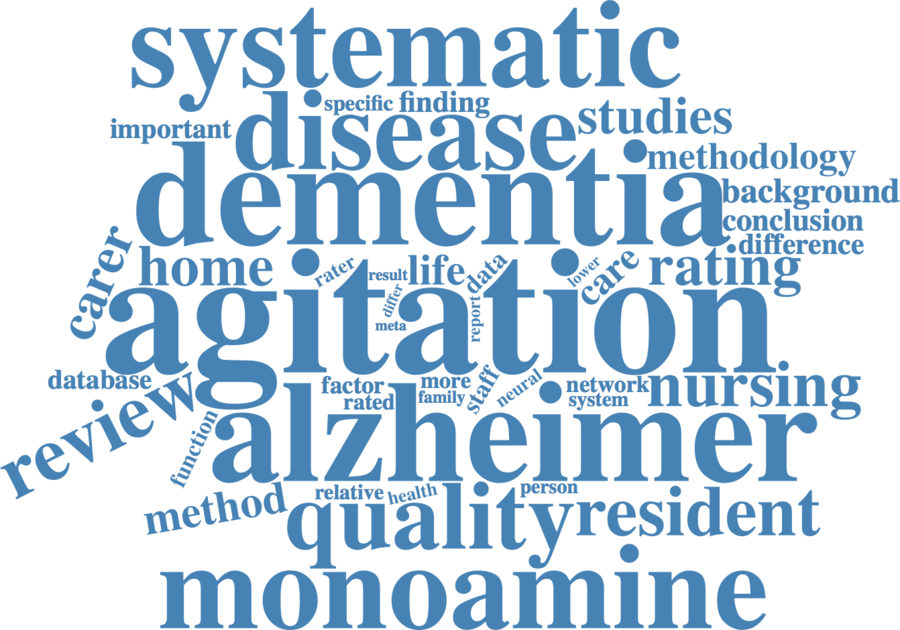 systematic
specific finding
important
disease
studies
methodology
dementia
background
conclusion
difference
carer
home
rater
result
life
data
lower
care
rating
differ
meta
report
agitation
database
review
factor
rated
more
family
staff
neural
network
system
nursing
function
alzheimer
method
relative
health
person
quality
resident
monoamine